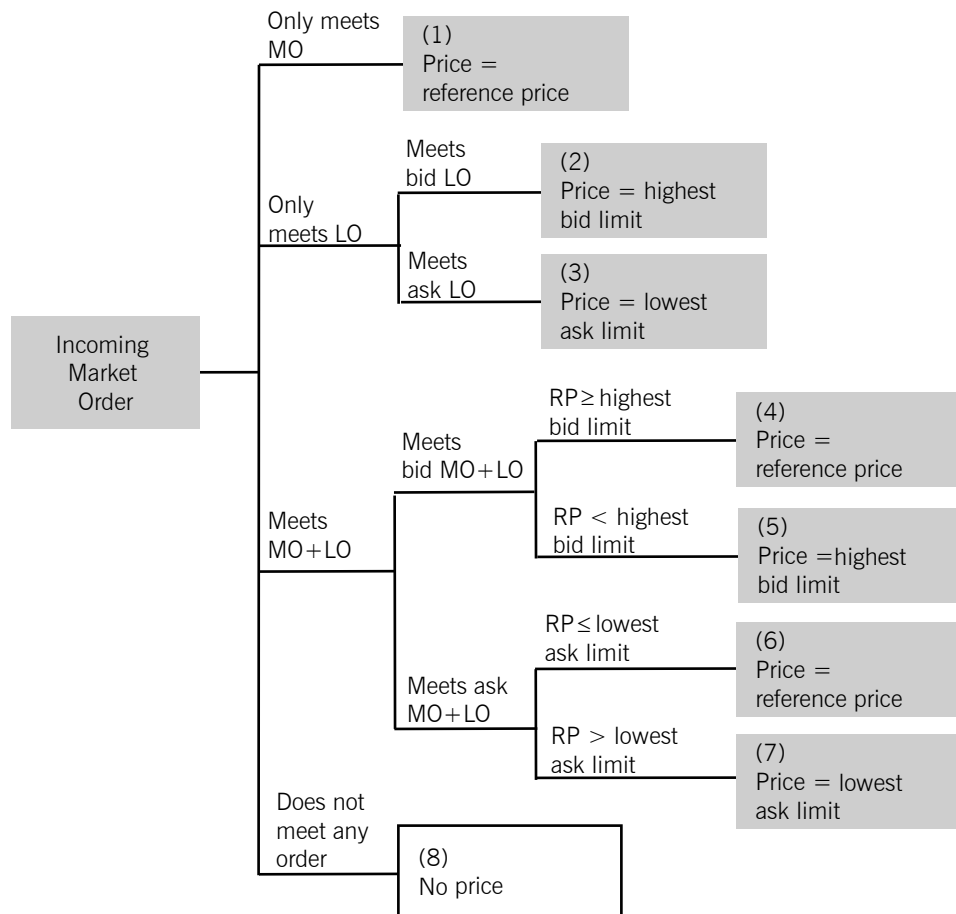 Only meets
MO
(1)
Price =
reference price
Only
meets LO
Meets
bid LO
(2)
Price = highest
bid limit
Meets
ask LO
(3)
Price = lowest
ask limit
Incoming
Market
Order
Meets
MO+LO
Meets
bid MO+LO
RP≥highest
bid limit
(4)
Price =
reference price
RP < highest
bid limit
(5)
Price =highest
bid limit
Meets ask
MO+LO
RP≤lowest
ask limit
(6)
Price =
reference price
RP > lowest
ask limit
(7)
Price = lowest
ask limit
Does not
meet any
order
(8)
No price